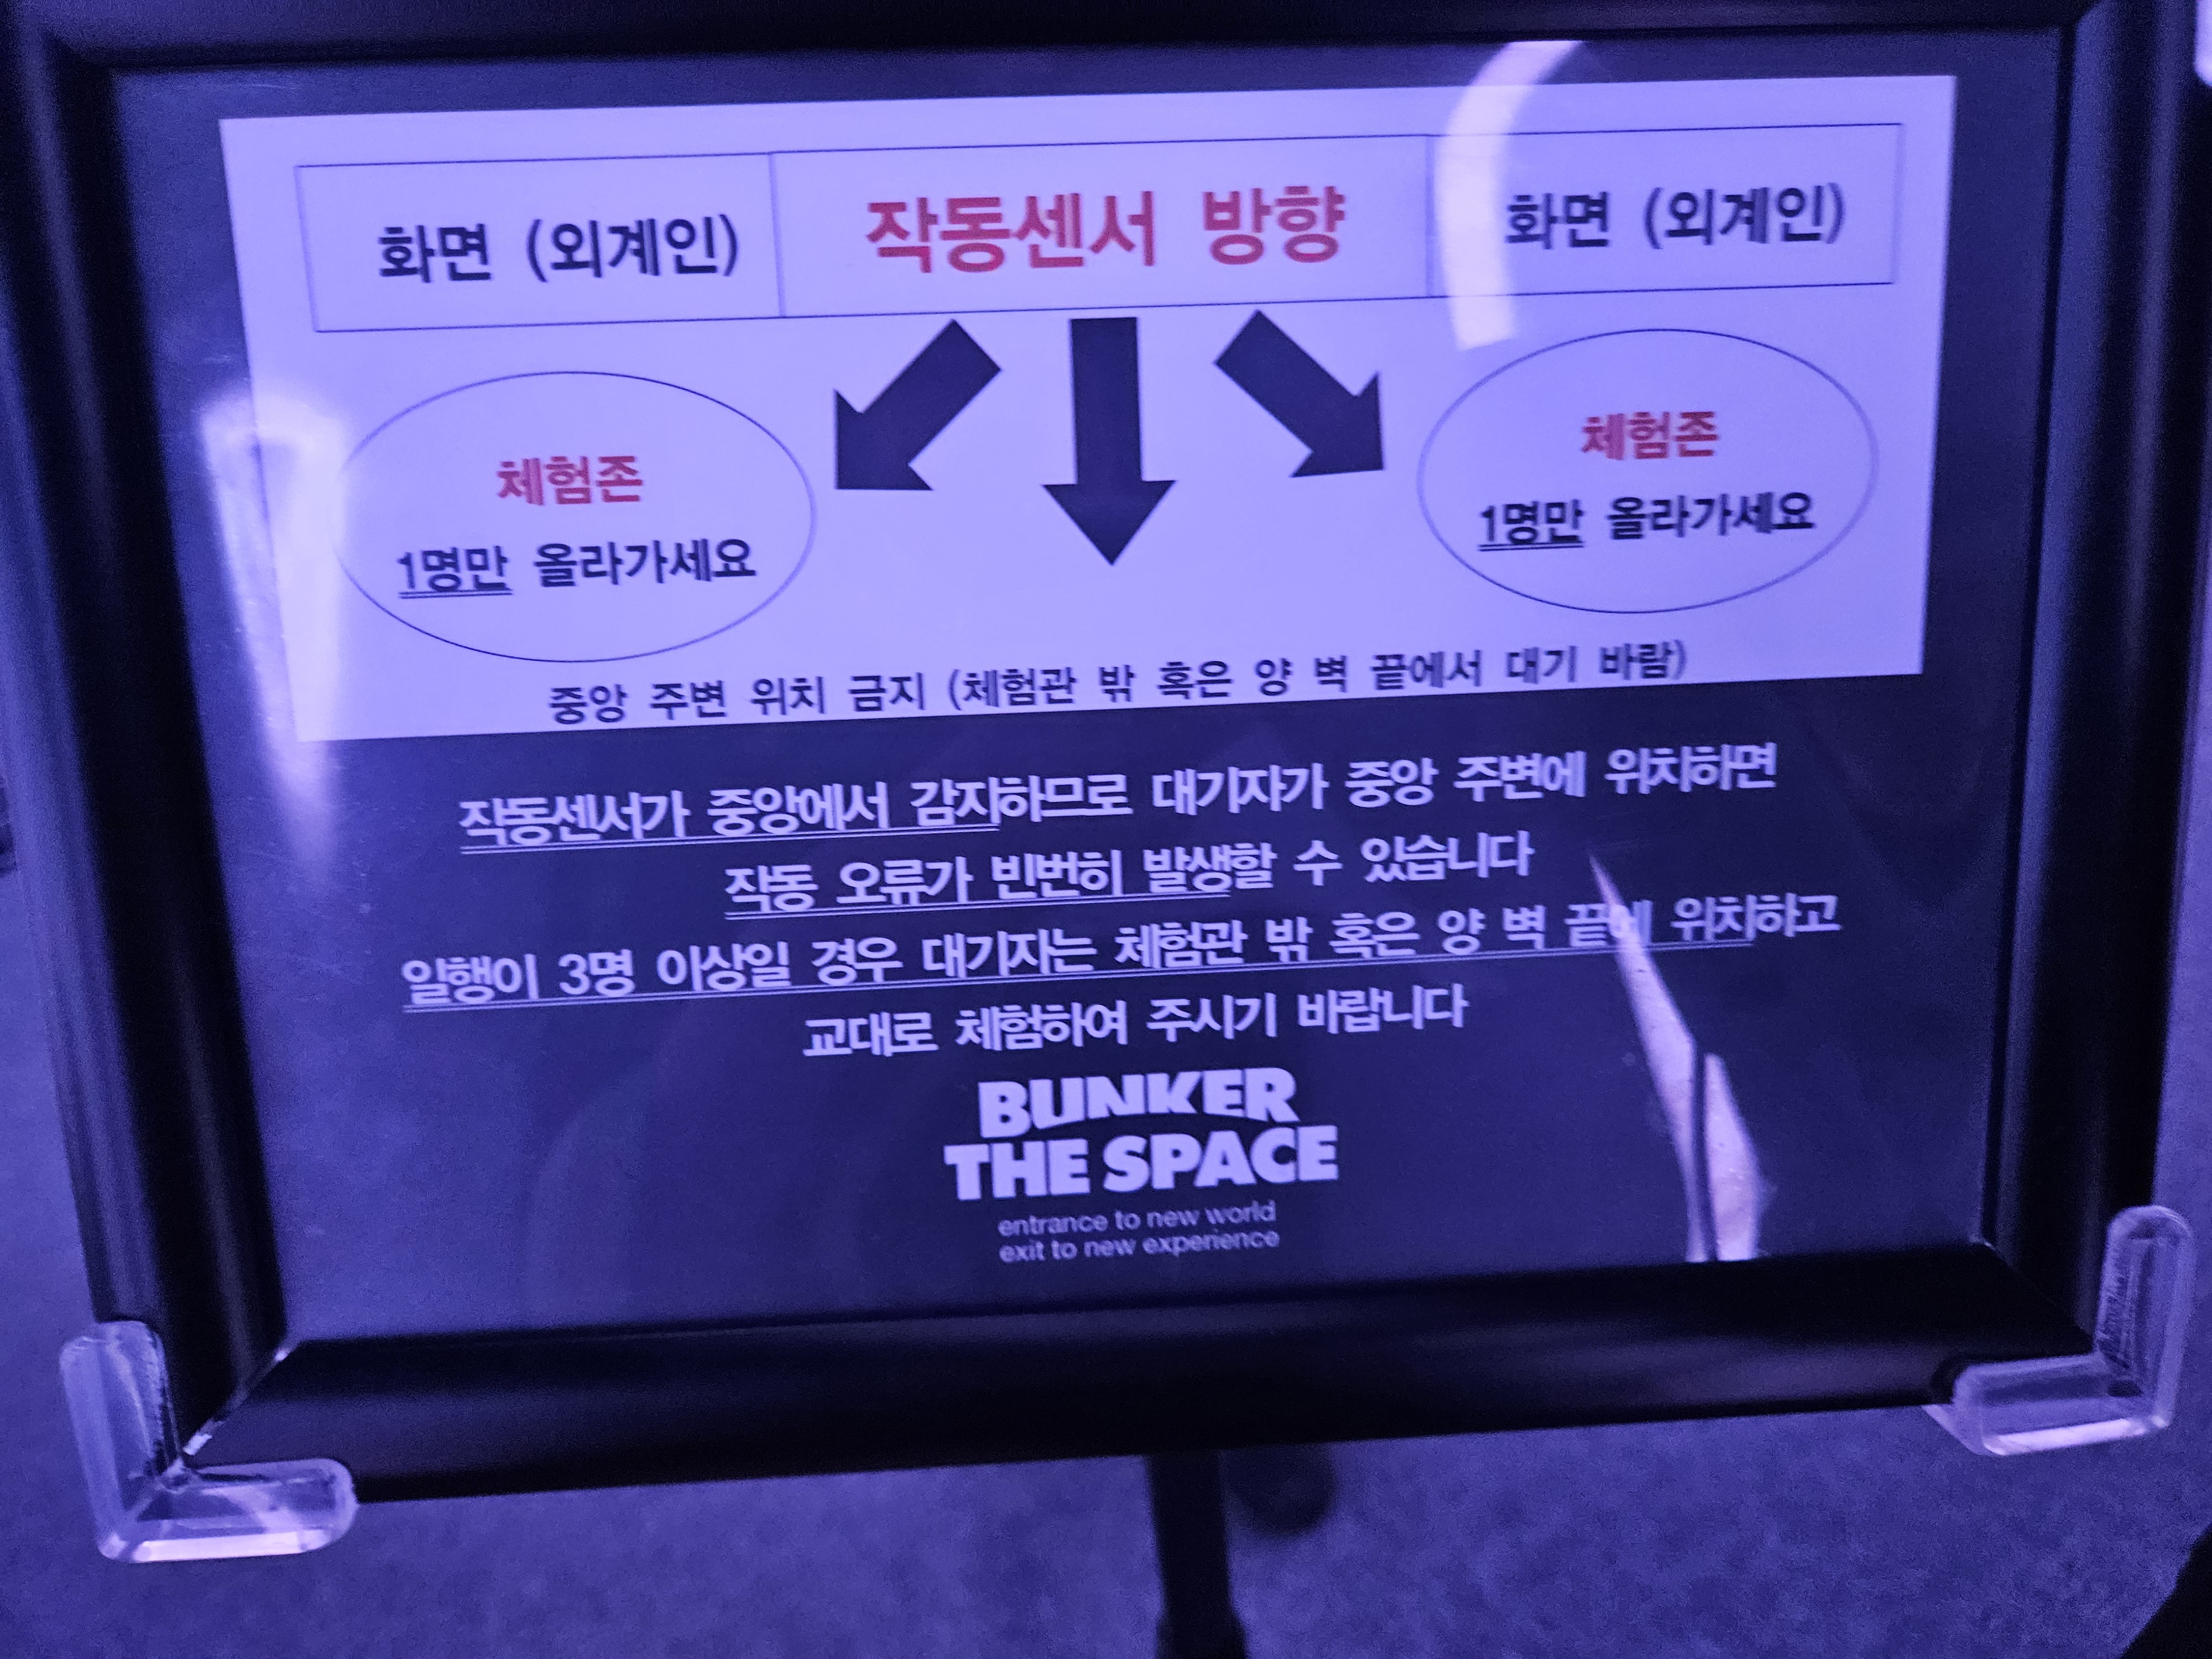 화면 (외계인) 작동센서 방향 화면 (외계인)
체험존
1명만 올라가세요
체험존
1명만 올라가세요
중앙 주변 위치 금지 (체험관 밖 혹은 양 벽 끝에서 대기 바람)
작동센서가 중앙에서 감지하므로 대기자가 중앙 주변에 위치하면
작동 오류가 빈번히 발생할 수 있습니다
일행이 3명 이상일 경우 대기자는 체험관 밖 혹은 양 벽 끝에 위치하고
교대로 체험하여 주시기 바랍니다
BUNKER
THE SPACE
entrance to new world
exit to new experience